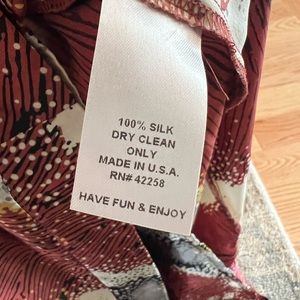 100% SILK
DRY CLEAN
ONLY
MADE IN U.S.A.
RN# 42258
HAVE FUN & ENJOY